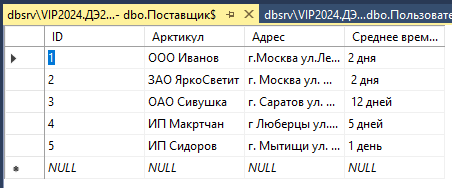 dbsrv\VIP2024.ДЭ2...- dbo.Поставщик$ dbsrv\VIP2024.ДЭ...dbo.Пользовате
ID Арктикул Адрес Среднее врем...
1 ООО Иванов г.Москва ул.Ле... 2 дня
2 ЗАО ЯркоСветит г. Москва ул. ... 2 дня
3 ОАО Сивушка г. Саратов ул. ... 12 дней
4 ИП Макртчан г Люберцы ул.... 5 дней
5 ИП Сидоров г. Мытищи ул. ... 1 день
NULL NULL NULL NULL